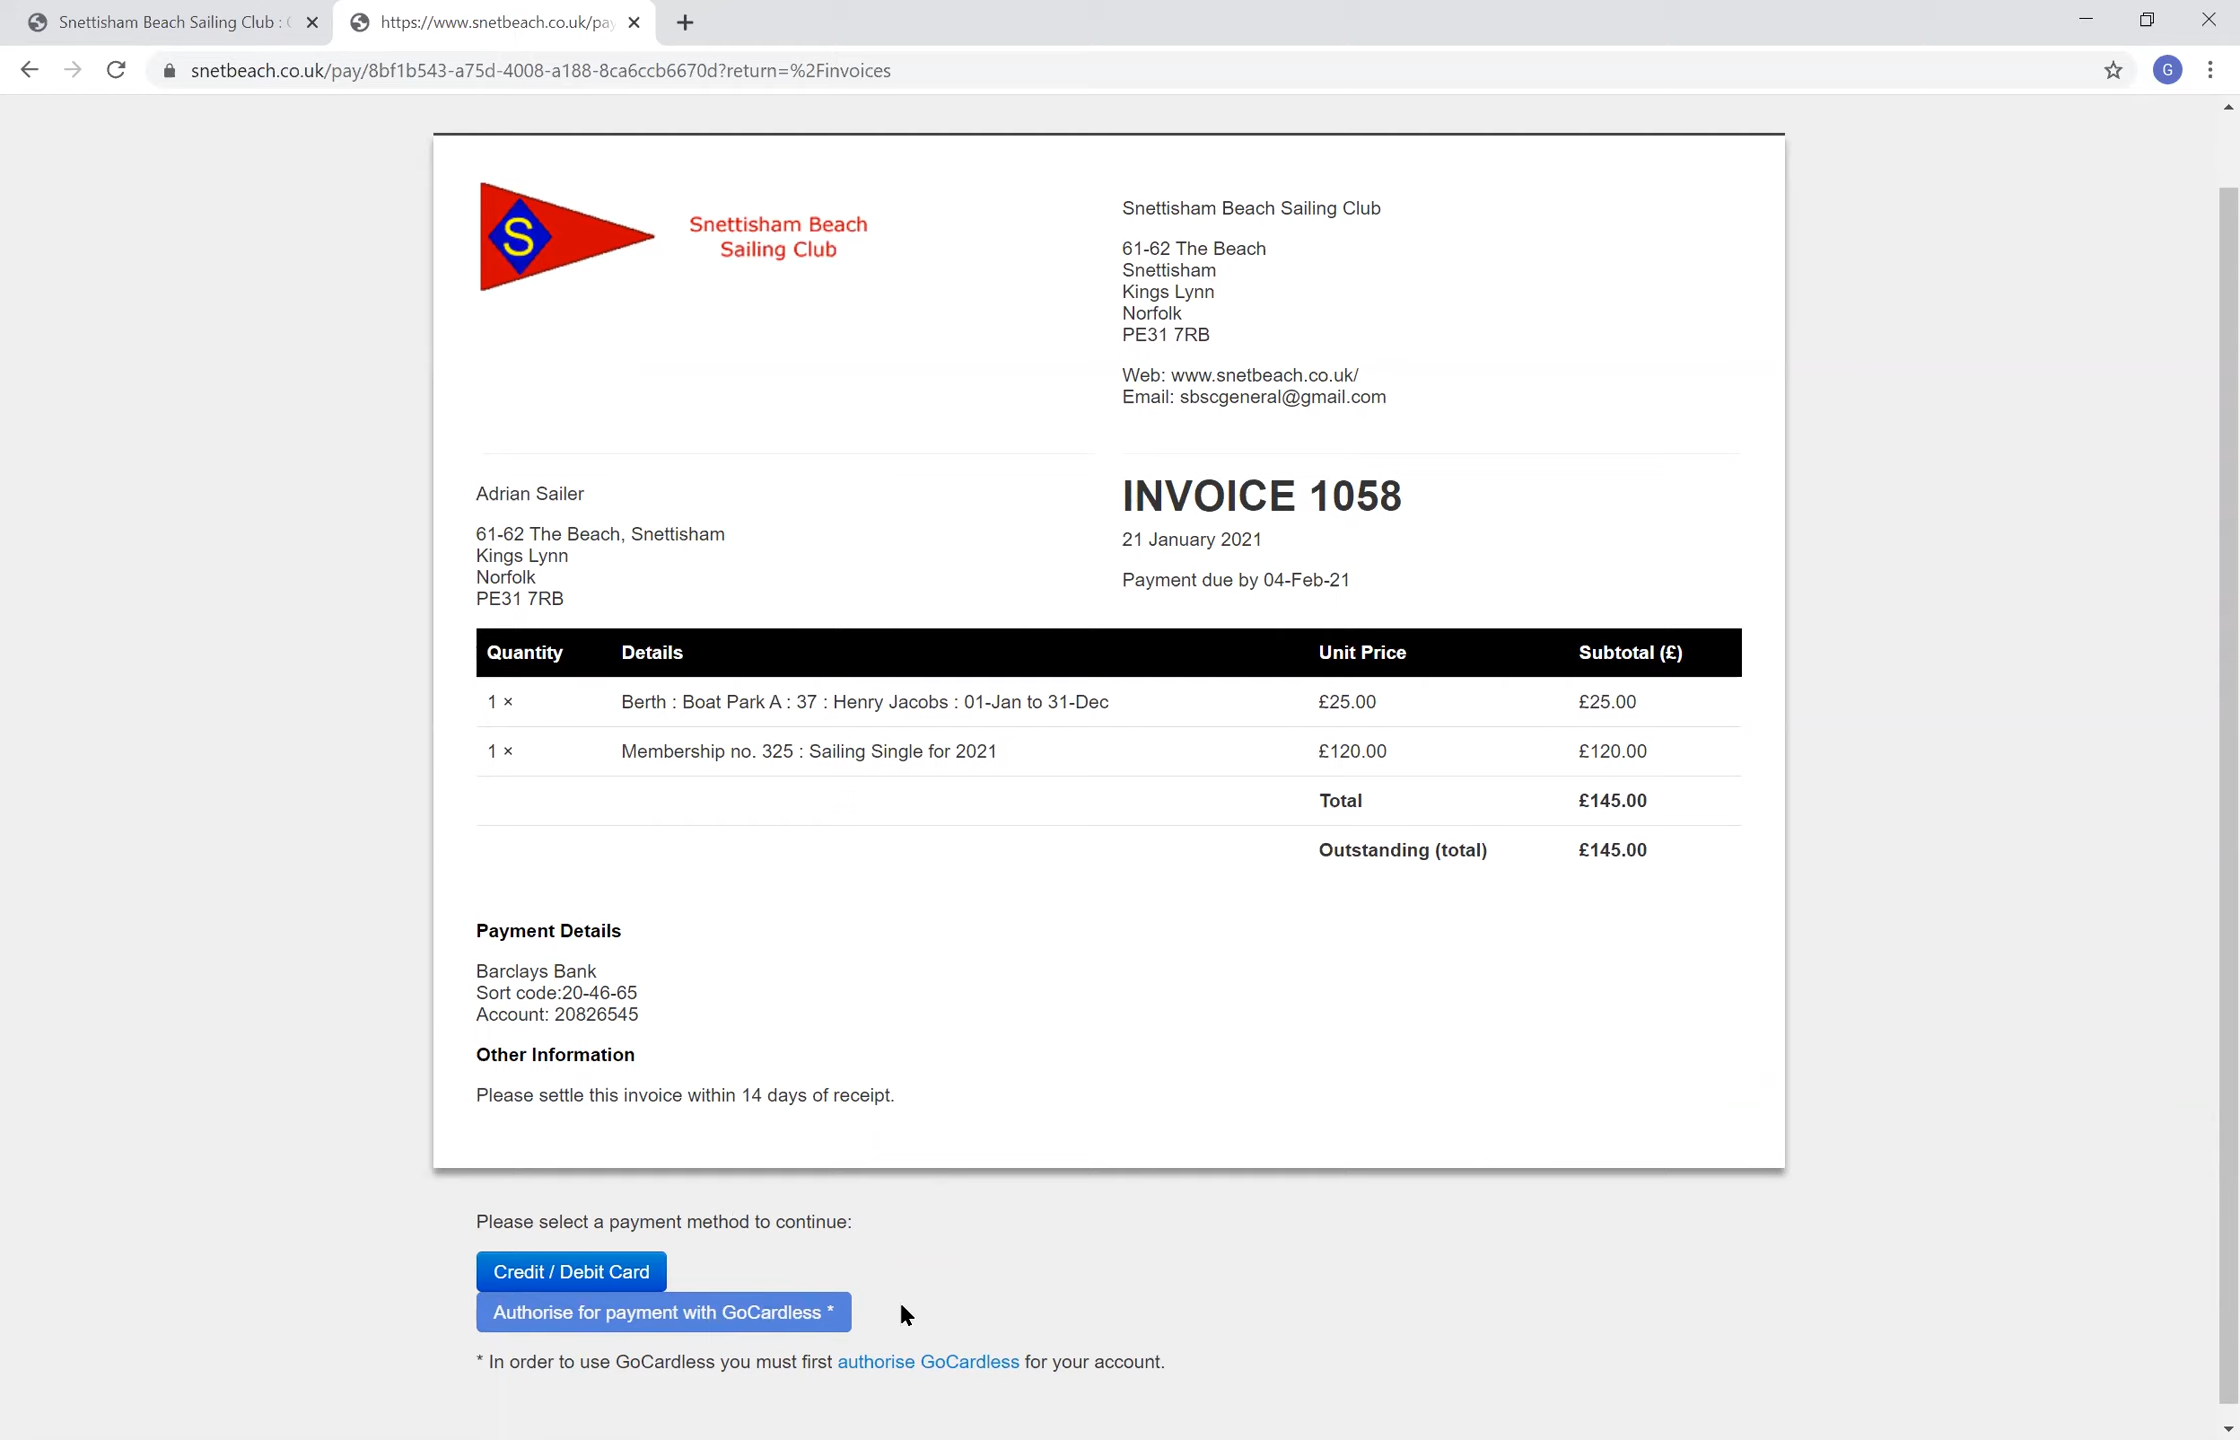 Snettisham Beach Sailing Club :
https://www.snetbeach.co.uk/pay
snetbeach.co.uk/pay/8bf1b543-a75d-4008-a188-8ca6ccb6670d?return=%2Finvoices
G
S
Snettisham Beach
Sailing Club
Snettisham Beach Sailing Club
61-62 The Beach
Snettisham
Kings Lynn
Norfolk
PE31 7RB
Web: www.snetbeach.co.uk/
Email: sbscgeneral@gmail.com
Adrian Sailer
61-62 The Beach, Snettisham
Kings Lynn
Norfolk
PE31 7RB
INVOICE 1058
21 January 2021
Payment due by 04-Feb-21
Quantity Details Unit Price Subtotal (£)
1 × Berth : Boat Park A : 37 : Henry Jacobs : 01-Jan to 31-Dec £25.00 £25.00
1 × Membership no. 325 : Sailing Single for 2021 £120.00 £120.00
Total £145.00
Outstanding (total) £145.00
Payment Details
Barclays Bank
Sort code:20-46-65
Account: 20826545
Other Information
Please settle this invoice within 14 days of receipt.
Please select a payment method to continue:
Credit / Debit Card
Authorise for payment with GoCardless *
* In order to use GoCardless you must first authorise GoCardless for your account.